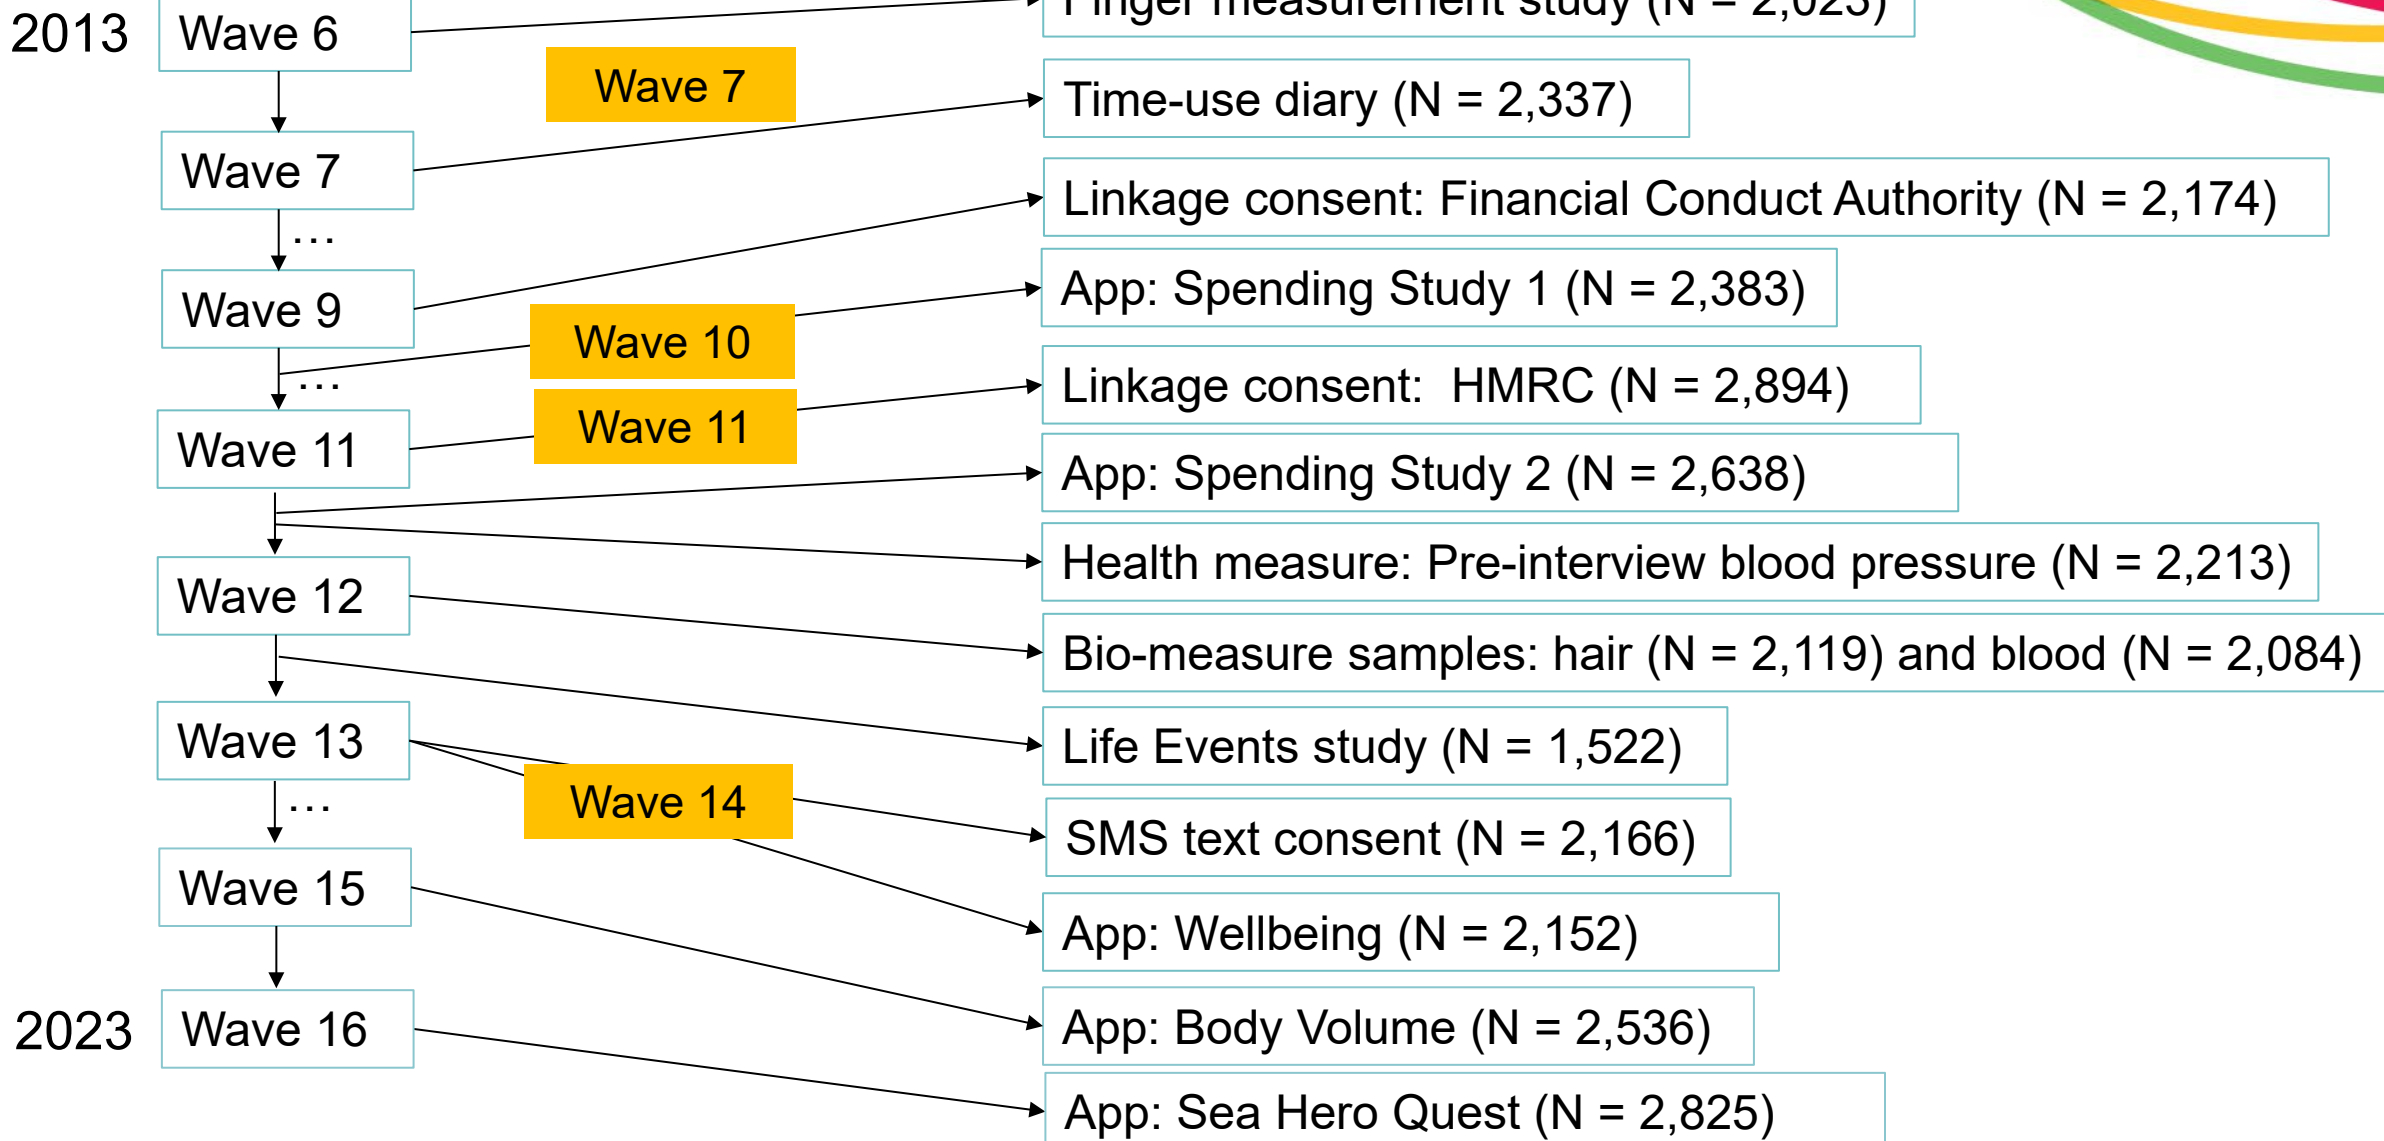 Finger measurement study (N = 2,023)
2013
Wave 6
Wave 7
Time-use diary (N = 2,337)
Wave 7
Linkage consent: Financial Conduct Authority (N = 2,174)
...
Wave 9
App: Spending Study 1 (N = 2,383)
Wave 10
...
Linkage consent:  HMRC (N = 2,894)
Wave 11
Wave 11
App: Spending Study 2 (N = 2,638)
Health measure: Pre-interview blood pressure (N = 2,213)
Wave 12
Bio-measure samples: hair (N = 2,119) and blood (N = 2,084)
Wave 13
Life Events study (N = 1,522)
Wave 14
...
SMS text consent (N = 2,166)
Wave 15
App: Wellbeing (N = 2,152)
2023
Wave 16
App: Body Volume (N = 2,536)
App: Sea Hero Quest (N = 2,825)